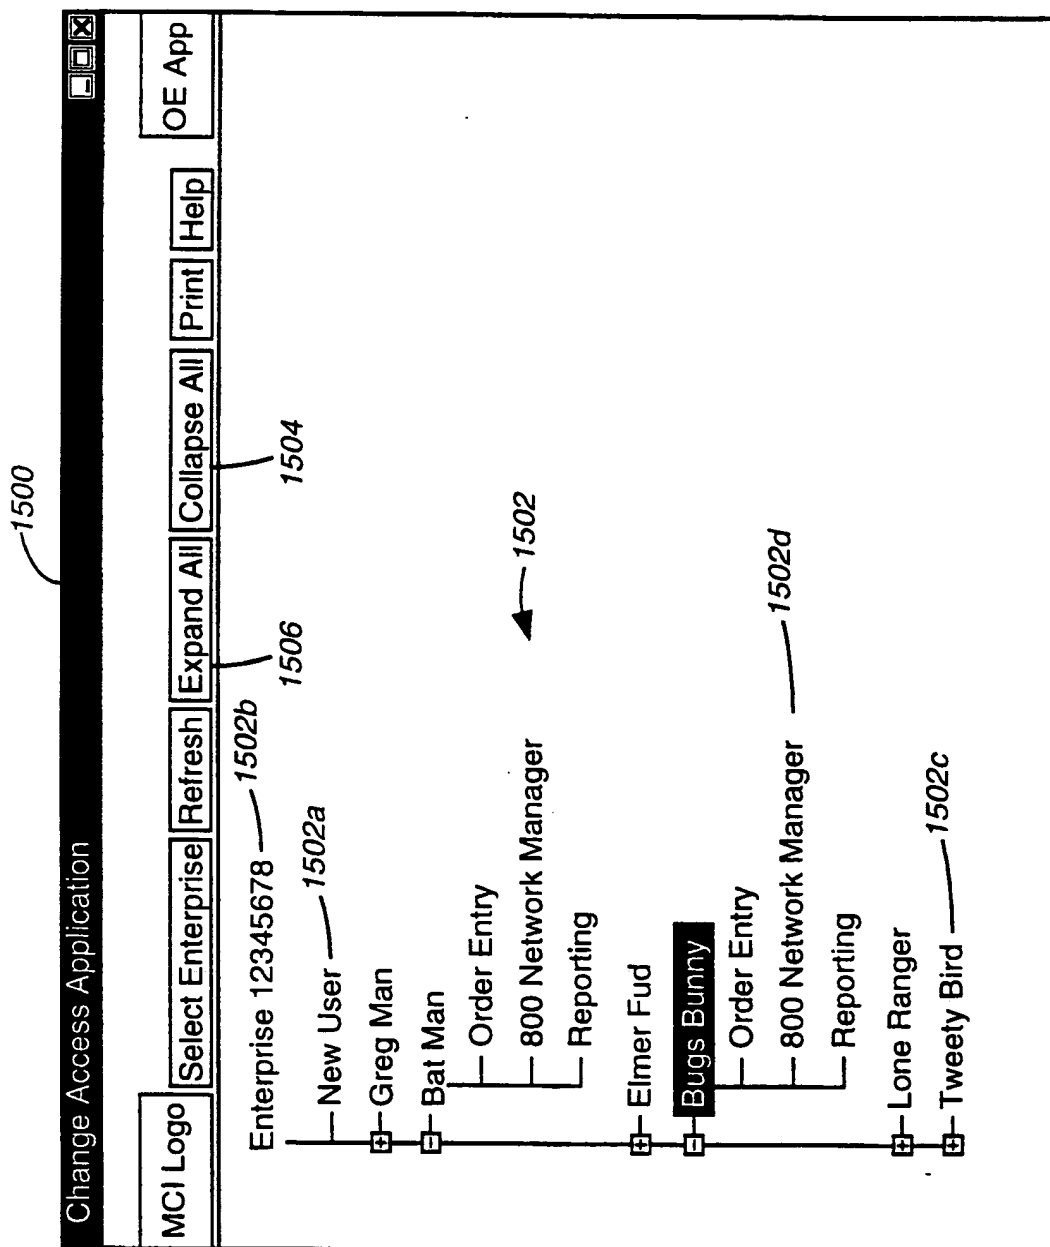 1500
Change Access Application
MCI Logo Select Enterprise Refresh Expand All Collapse All Print Help OE App
1506 1504
Enterprise 12345678 1502b
New User 1502a
Greg Man
Bat Man
Order Entry
800 Network Manager 1502
Reporting
Elmer Fud
Bugs Bunny
Order Entry
800 Network Manager 1502d
Reporting
Lone Ranger
Tweety Bird 1502c